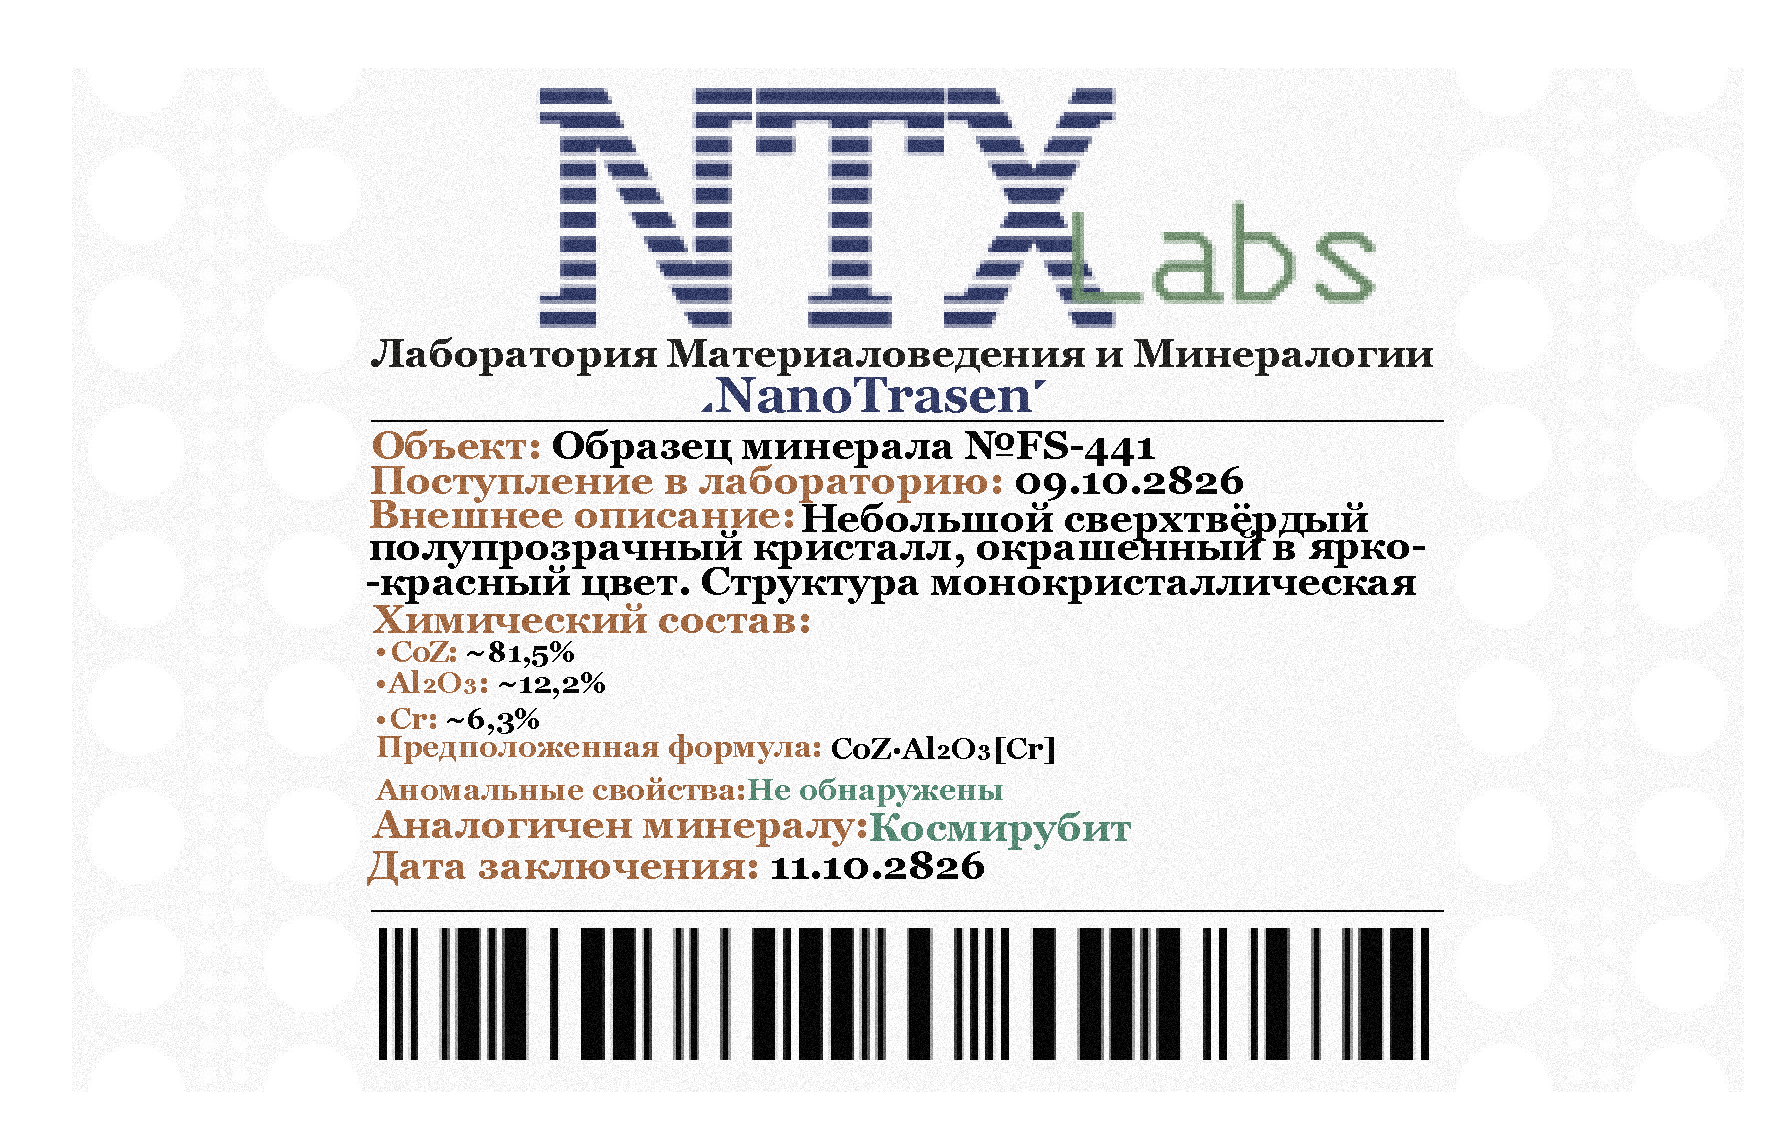 NTX Labs
Лаборатория Материаловедения и Минералогии
NanoTrasen
Объект: Образец минерала №FS-441
Поступление в лабораторию: 09.10.2826
Внешнее описание: Небольшой сверхтвёрдый
полупрозрачный кристалл, окрашенный в ярко-
-красный цвет. Структура монокристаллическая
Химический состав:
•CoZ: ~81,5%
•Al2O3: ~12,2%
•Cr: ~6,3%
Предположенная формула: CoZ·Al2O3[Cr]
Аномальные свойства:Не обнаружены
Аналогичен минералу:Космирубит
Дата заключения: 11.10.2826